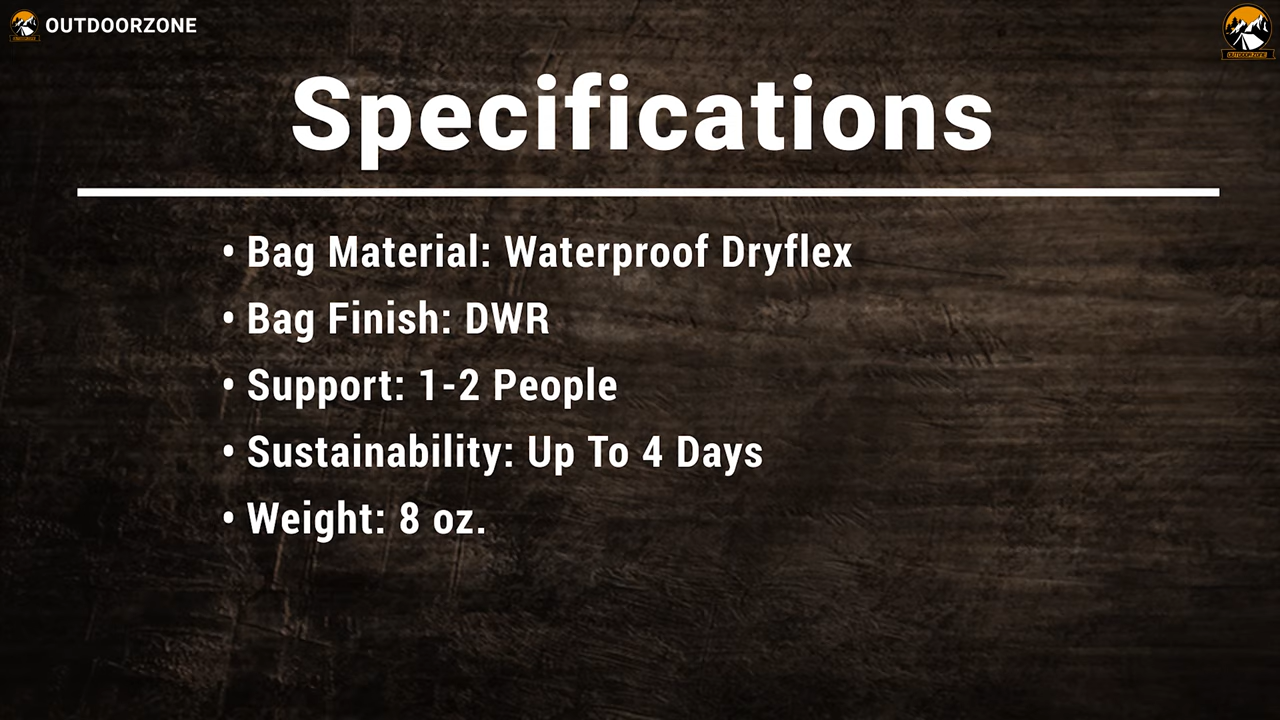 OUTDOORZONE
OUTDOORZONE
Specifications
• Bag Material: Waterproof Dryflex
• Bag Finish: DWR
• Support: 1-2 People
• Sustainability: Up To 4 Days
• Weight: 8 oz.